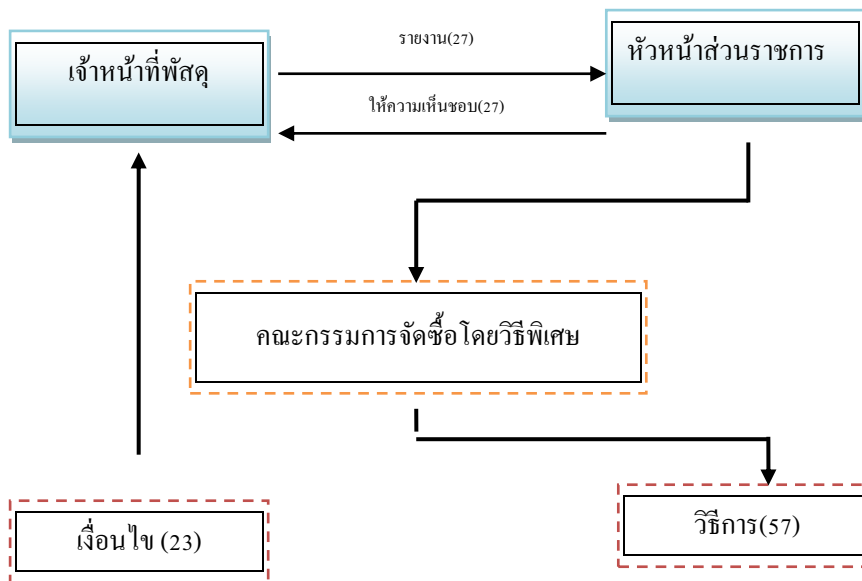 รายงาน(27)
หัวหน้าส่วนราชการ
เจ้าหน้าที่พัสดุ
ให้ความเห็นชอบ(27)
คณะกรรมการจัดซื้อโดยวิธีพิเศษ
วิธีการ(57)
เงื่อนไข (23)